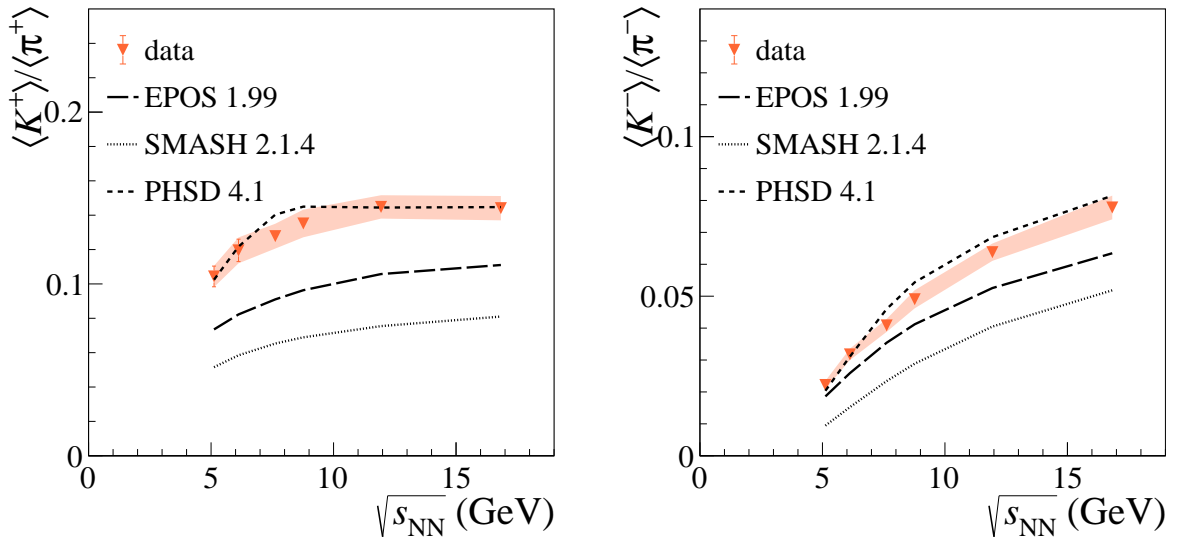 ⟨K⁺⟩/⟨π⁺⟩
data
EPOS 1.99
SMASH 2.1.4
PHSD 4.1
0.2
0.1
0
0 5 10 15
√s_NN (GeV)
⟨K⁻⟩/⟨π⁻⟩
data
EPOS 1.99
SMASH 2.1.4
PHSD 4.1
0.1
0.05
0
0 5 10 15
√s_NN (GeV)